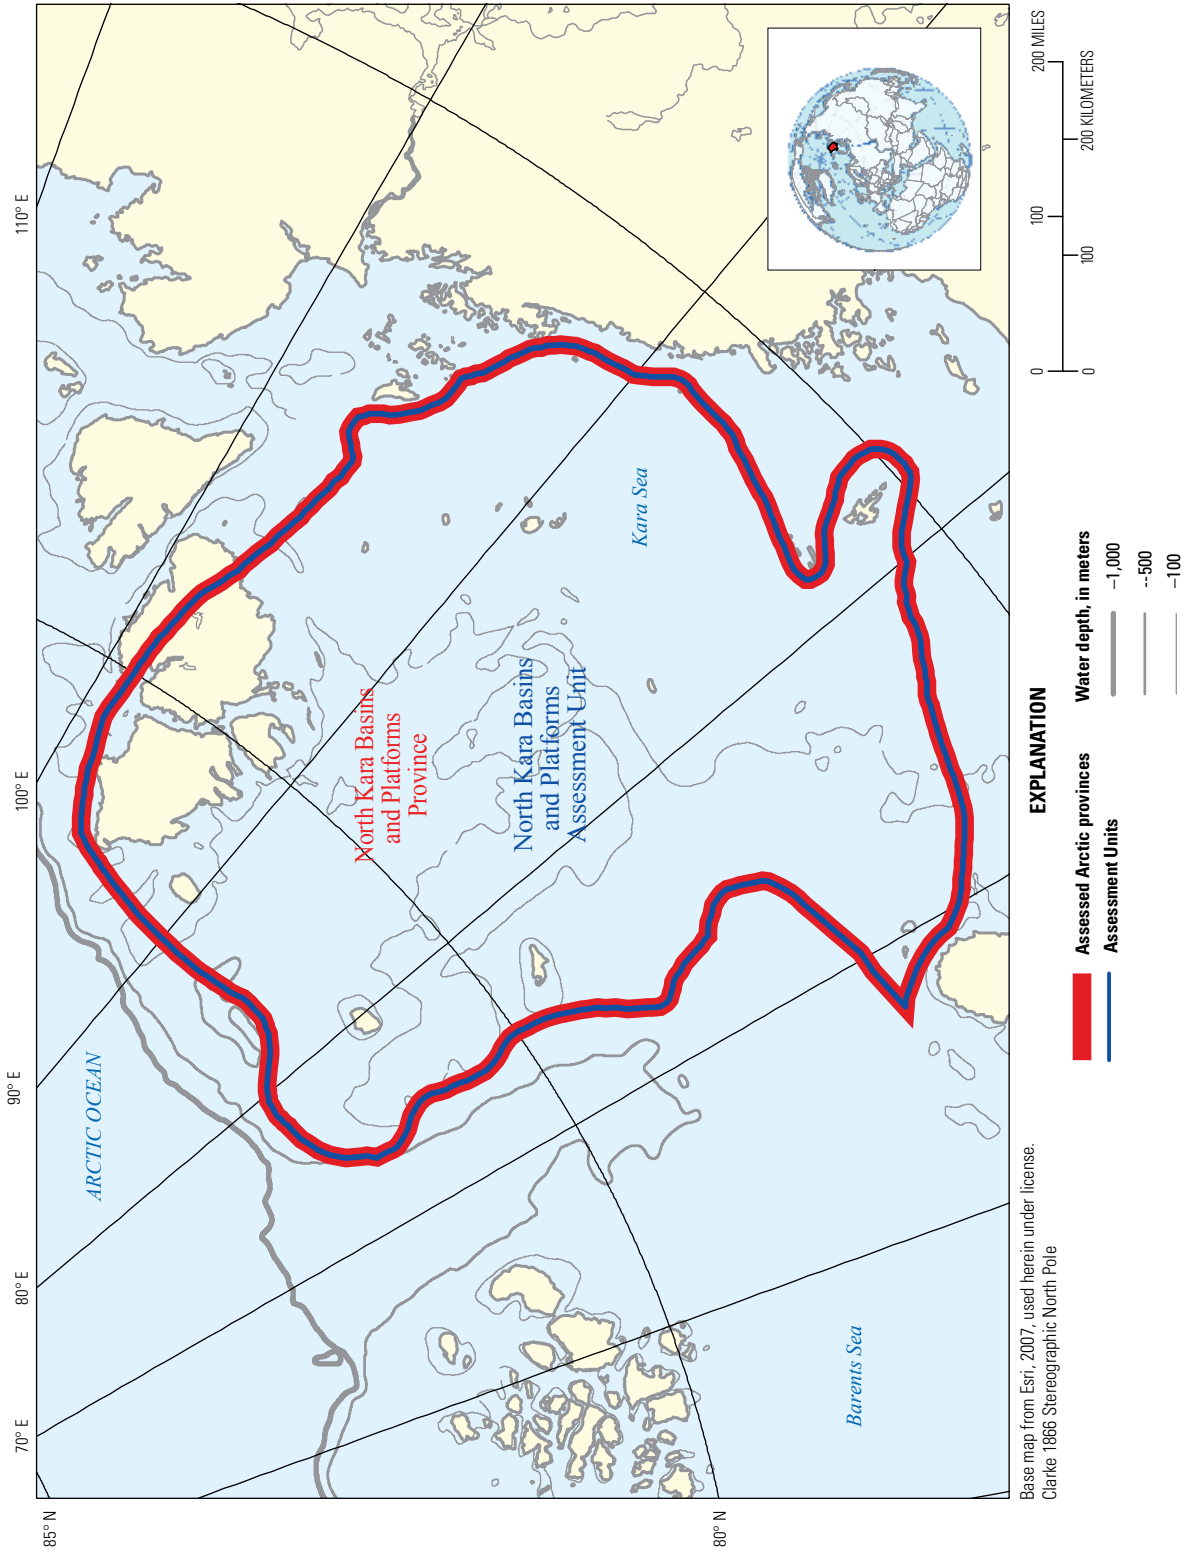 85° N
80° N
70° E
80° E
90° E
100° E
110° E
ARCTIC OCEAN
North Kara Basins
and Platforms
Province
North Kara Basins
and Platforms
Assessment Unit
Kara Sea
Barents Sea
Base map from Esri, 2007, used herein under license.
Clarke 1866 Stereographic North Pole
0 100 200 MILES
0 100 200 KILOMETERS
EXPLANATION
Assessed Arctic provinces
Assessment Units
Water depth, in meters
–1,000
--500
–100